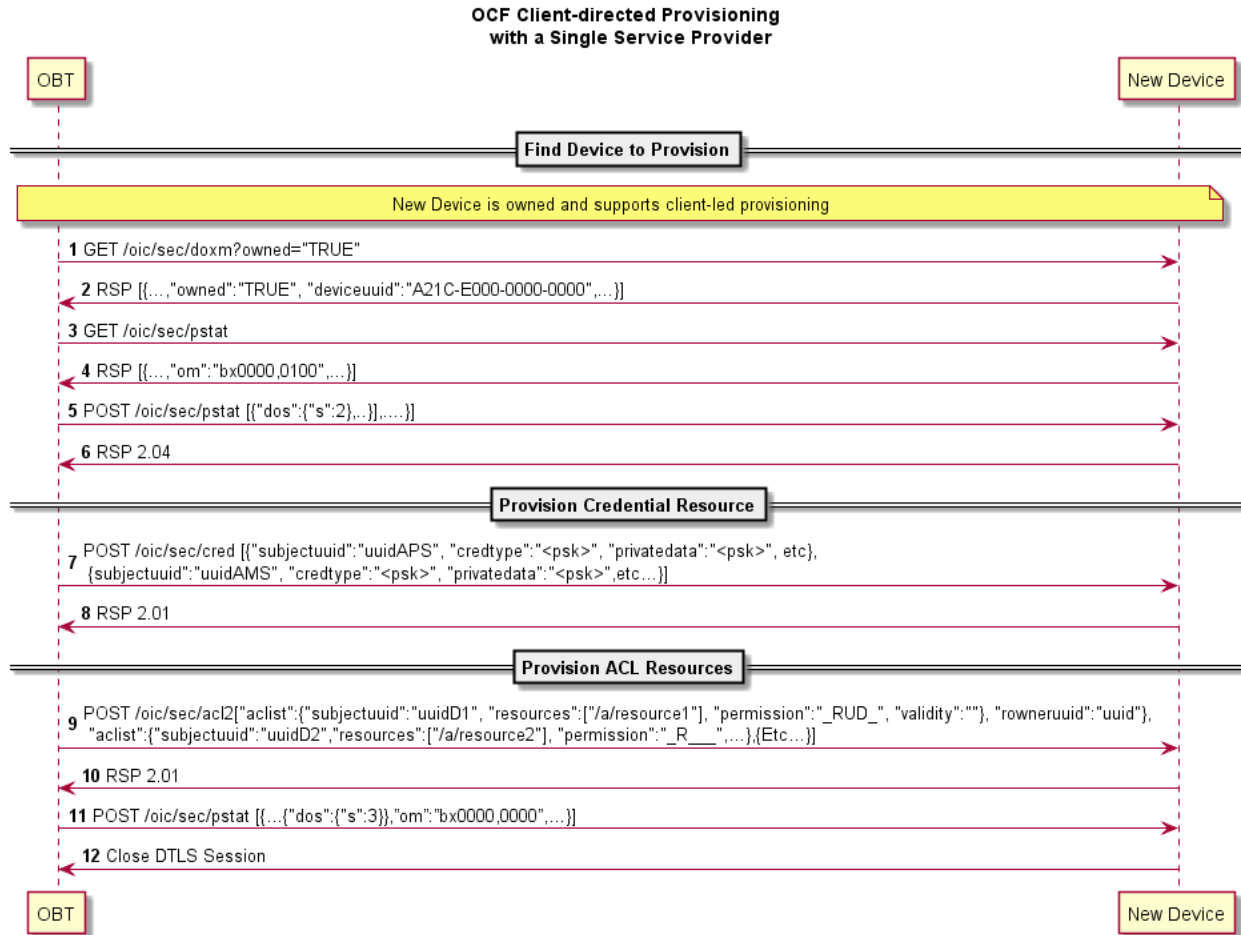 OCF Client-directed Provisioning
with a Single Service Provider
OBT
New Device
Find Device to Provision
New Device is owned and supports client-led provisioning
1 GET /oic/sec/doxm?owned="TRUE"
2 RSP [{...,"owned":"TRUE", "deviceuuid":"A21C-E000-0000-0000",...}]
3 GET /oic/sec/pstat
4 RSP [{...,"om":"bx0000,0100",...}]
5 POST /oic/sec/pstat [{"dos":{"s":2},..}],....}]
6 RSP 2.04
Provision Credential Resource
7 POST /oic/sec/cred [{"subjectuuid":"uuidAPS", "credtype":"<psk>", "privatedata":"<psk>", etc},
{subjectuuid":"uuidAMS", "credtype":"<psk>", "privatedata":"<psk>",etc...}]
8 RSP 2.01
Provision ACL Resources
9 POST /oic/sec/acl2["aclist":{"subjectuuid":"uuidD1", "resources":["/a/resource1"], "permission":"_RUD_", "validity":""}, "rowneruuid":"uuid"},
"aclist":{"subjectuuid":"uuidD2","resources":["/a/resource2"], "permission":"_R___",...},{Etc...}]
10 RSP 2.01
11 POST /oic/sec/pstat [{...{"dos":{"s":3}},"om":"bx0000,0000",...}]
12 Close DTLS Session
OBT
New Device